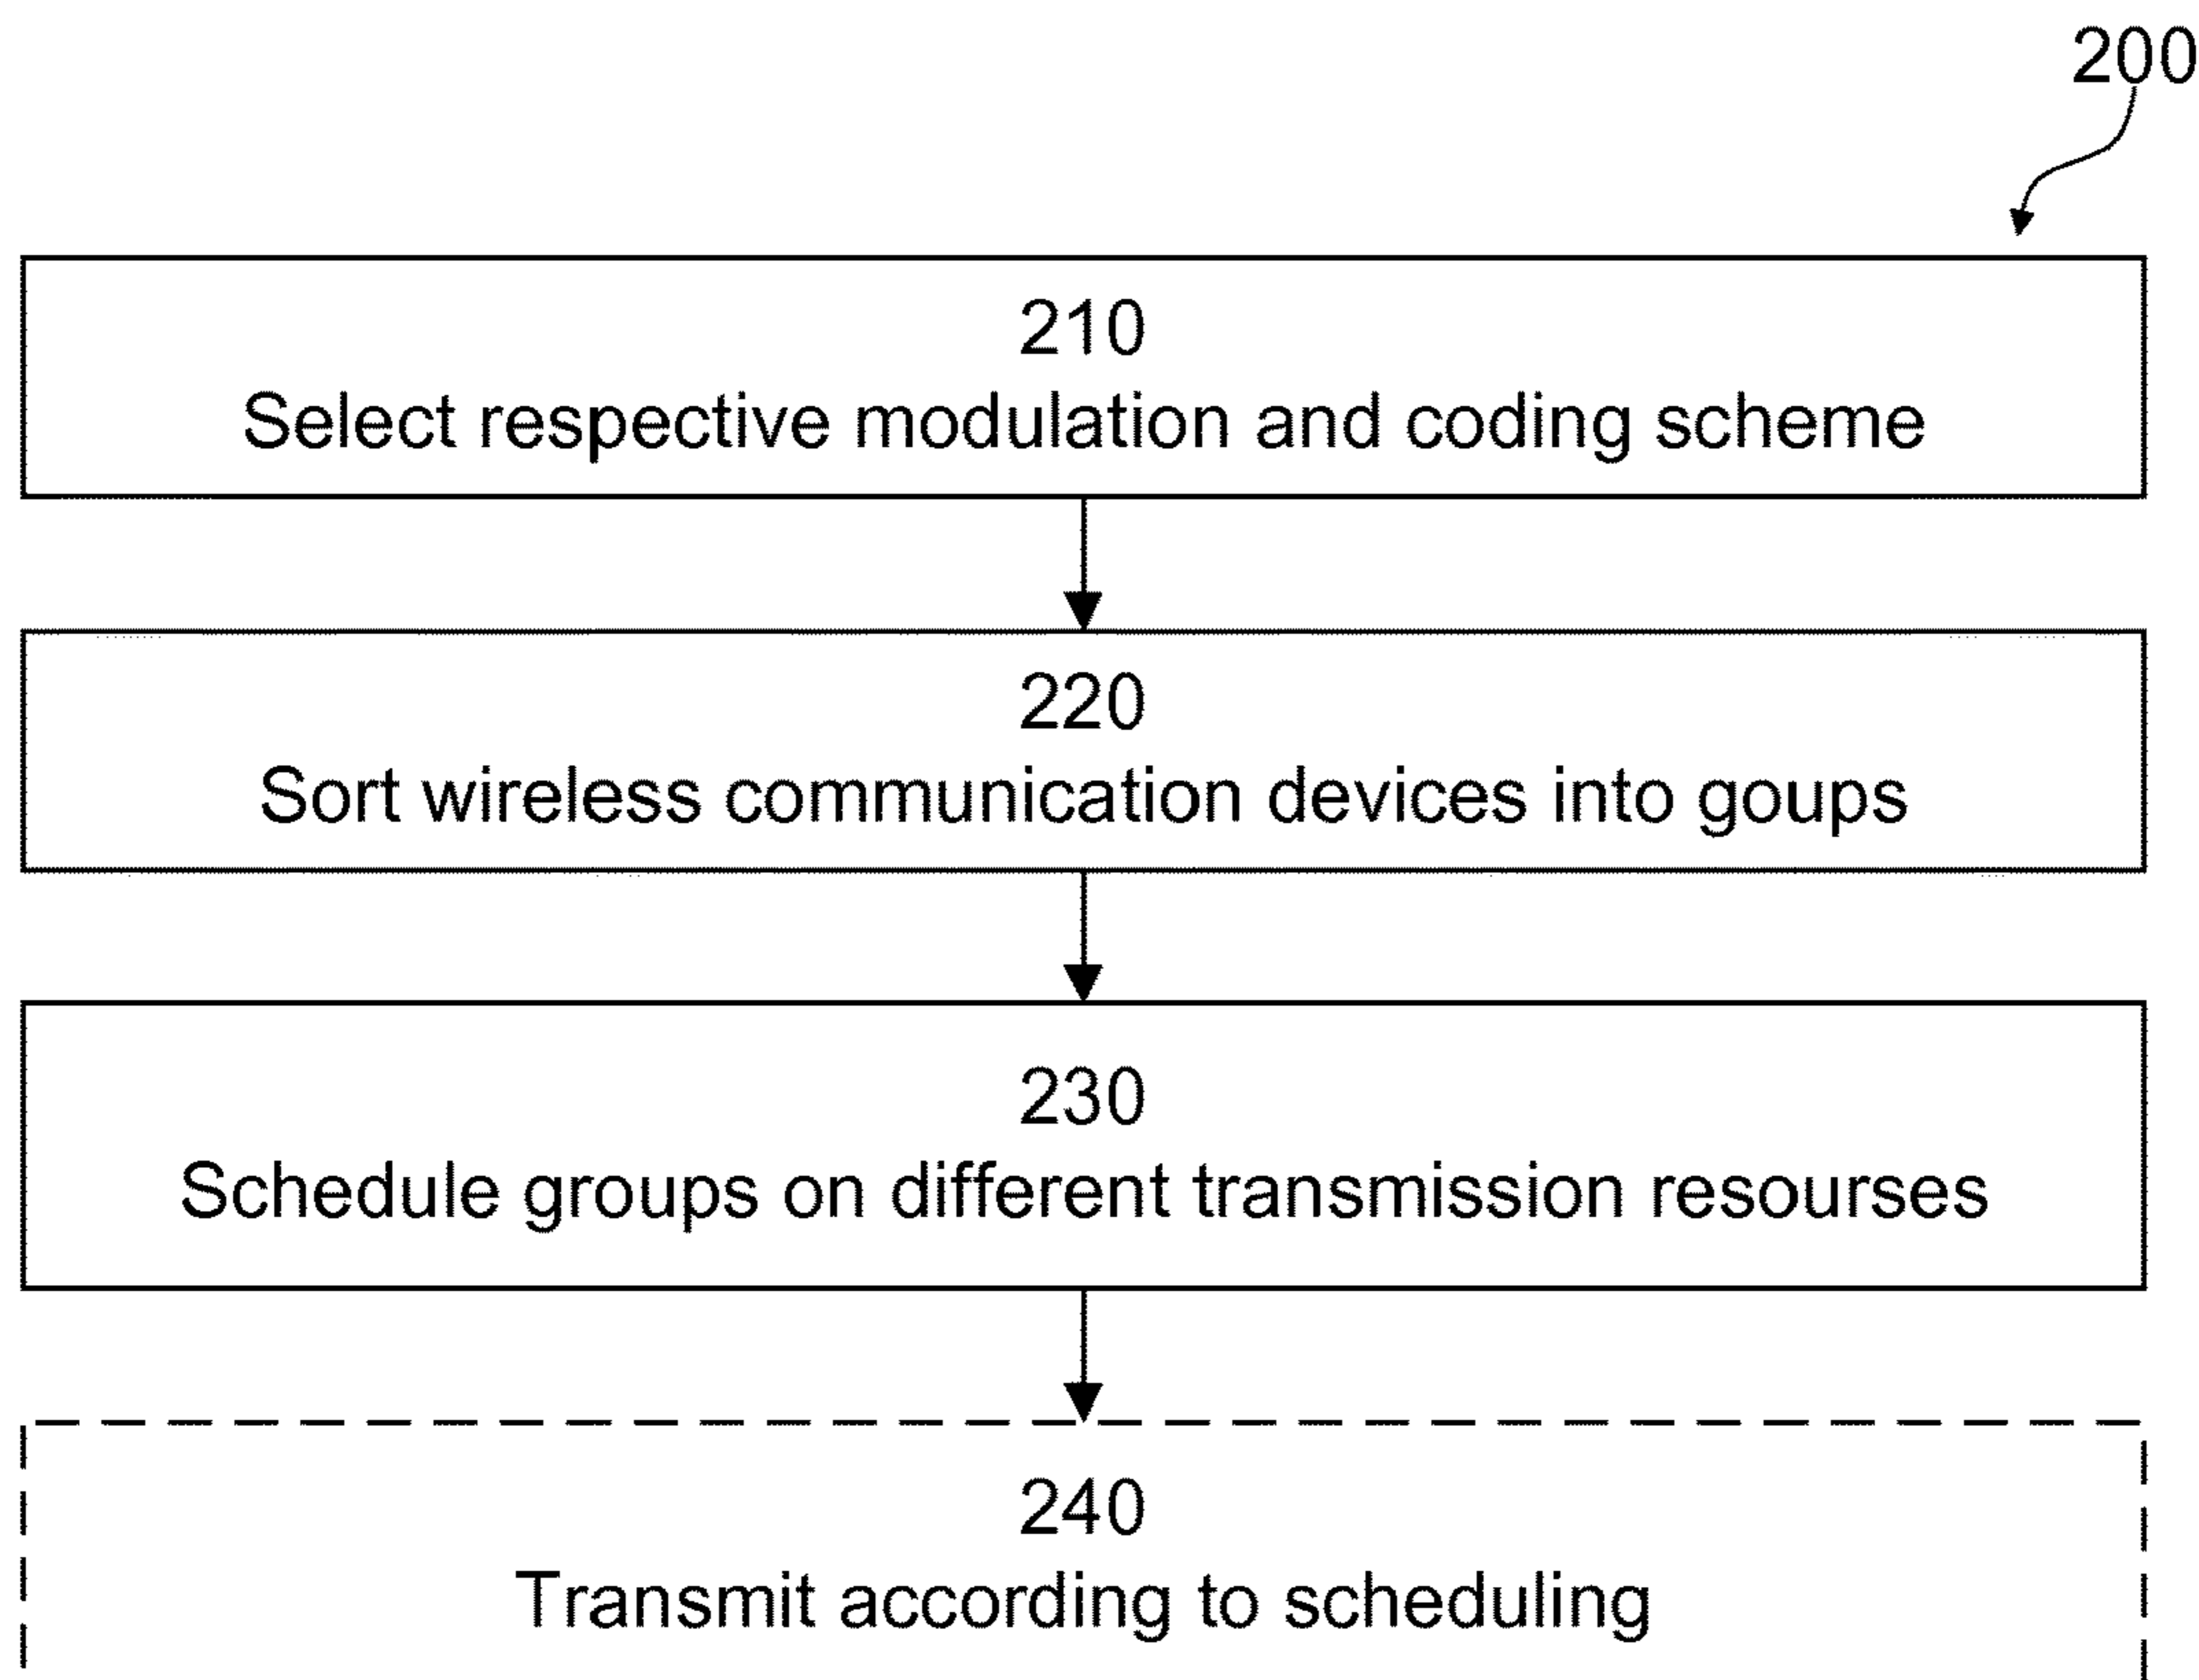 200
210
Select respective modulation and coding scheme
220
Sort wireless communication devices into goups
230
Schedule groups on different transmission resourses
240
Transmit according to scheduling